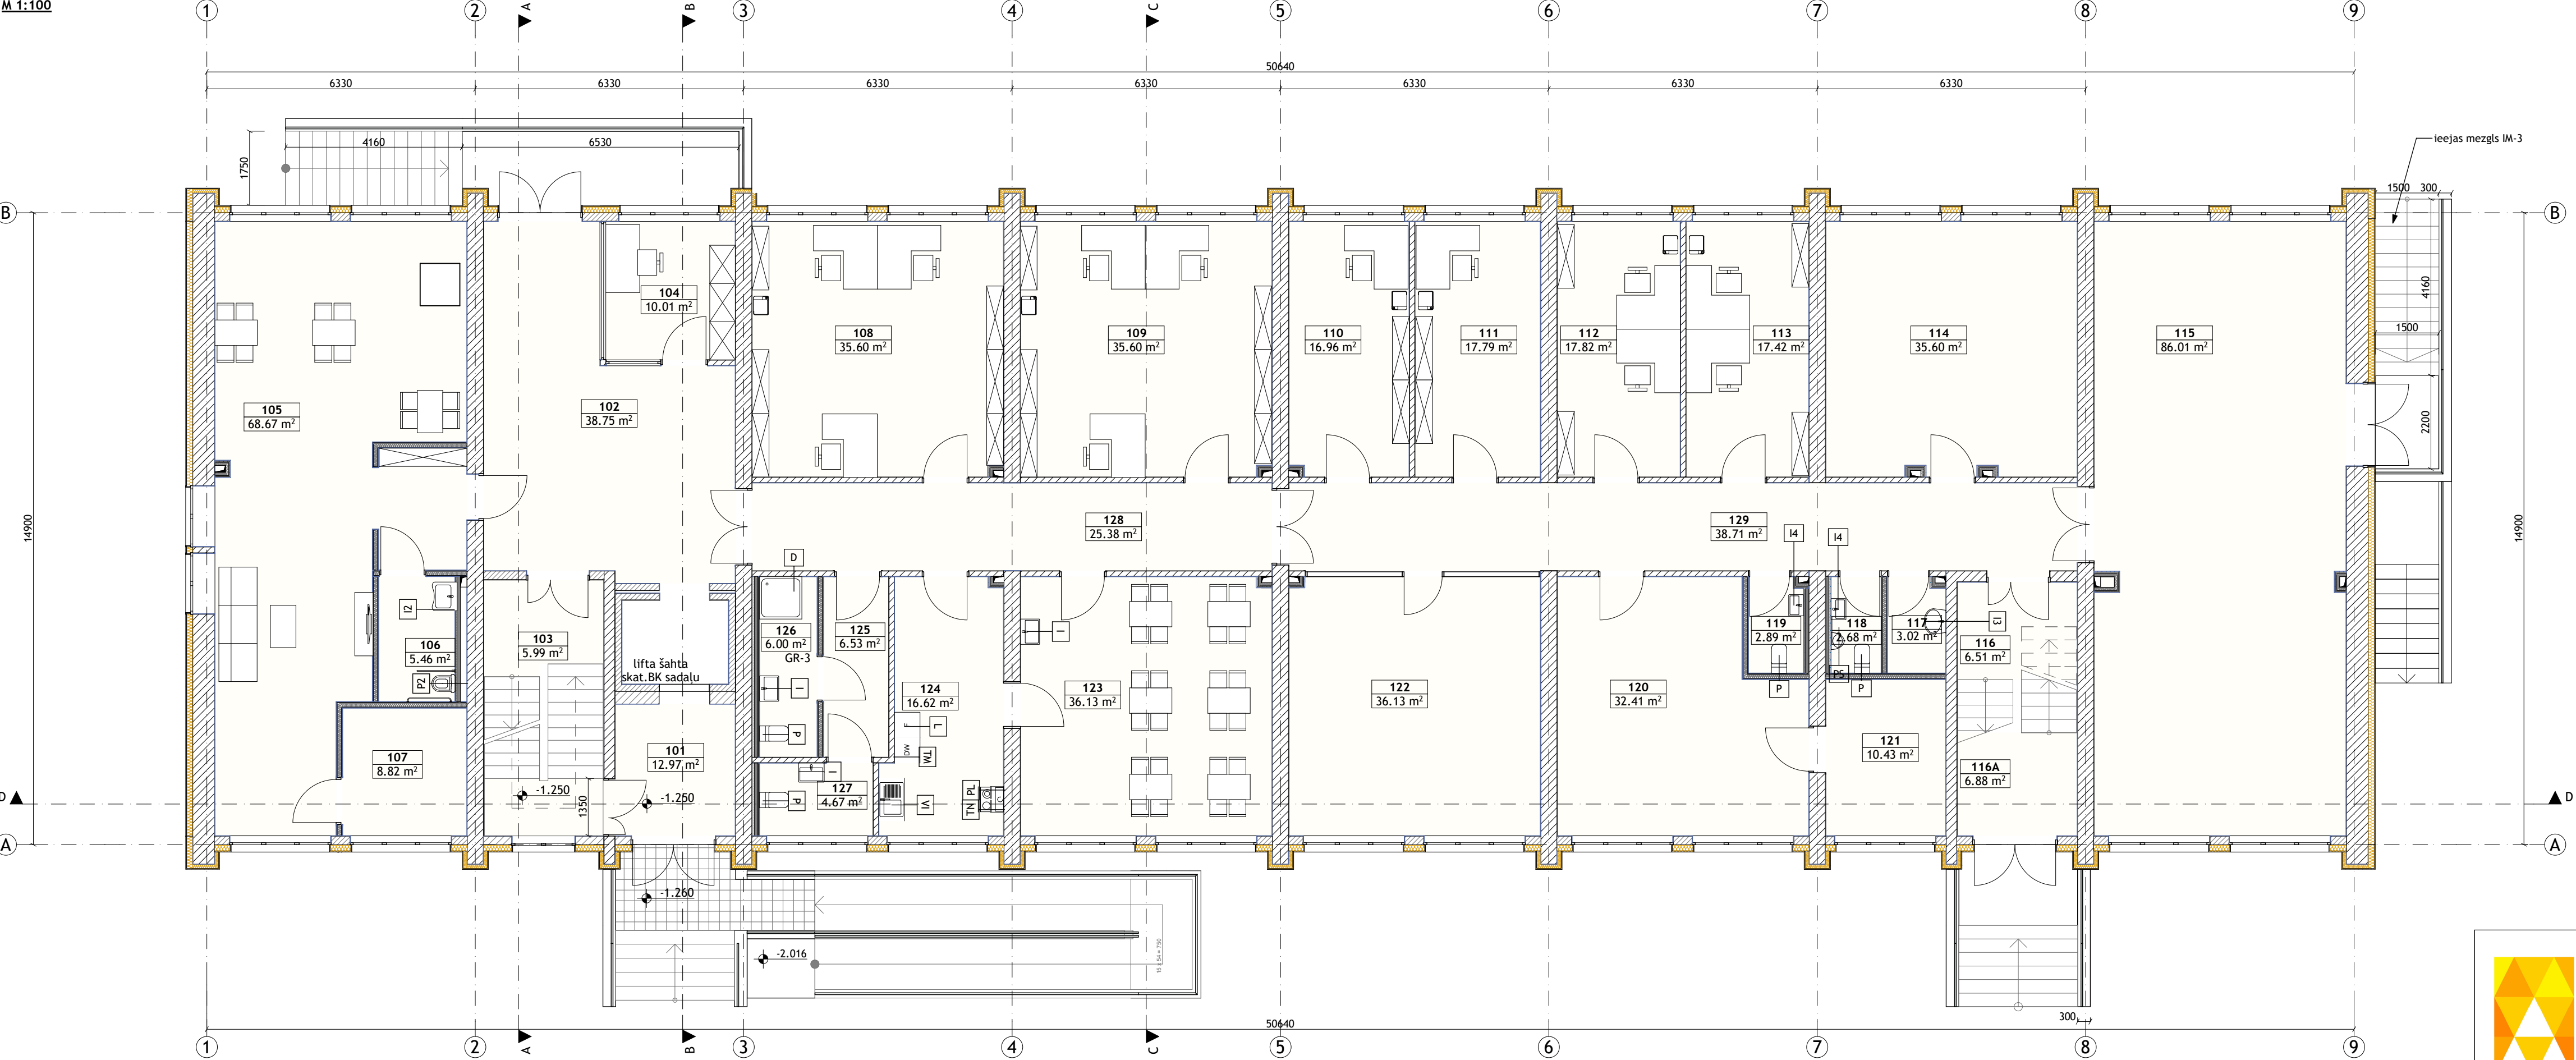 M 1:100
1 2 A B 3 4 C 5 6 7 8 9
50640
6330 6330 6330 6330 6330 6330 6330
4160 6530
1750
ieejas mezgls IM-3
1500 300
B B
104
10.01 m²
4160
1500
108
35.60 m²
109
35.60 m²
110
16.96 m²
111
17.79 m²
112
17.82 m²
113
17.42 m²
114
35.60 m²
115
86.01 m²
105
68.67 m²
102
38.75 m²
2200
14900
128
25.38 m²
129
38.71 m²
14900
D
I4
I4
I2
106
5.46 m²
P2
103
5.99 m²
lifta šahta
skat.BK sadaļu
126
6.00 m²
GR-3
125
6.53 m²
I
I
P
124
16.62 m²
L
F
DW
TW
123
36.13 m²
122
36.13 m²
120
32.41 m²
119
2.89 m²
P
118
2.68 m²
P5
P
117
3.02 m²
I3
116
6.51 m²
107
8.82 m²
101
12.97 m²
121
10.43 m²
116A
6.88 m²
-1.250
1350
-1.250
I
P
127
4.67 m²
VI
TN PL
D D
A A
-1.260
-2.016
15 x 54 = 750
300
50640
1 2 A B 3 4 C 5 6 7 8 9